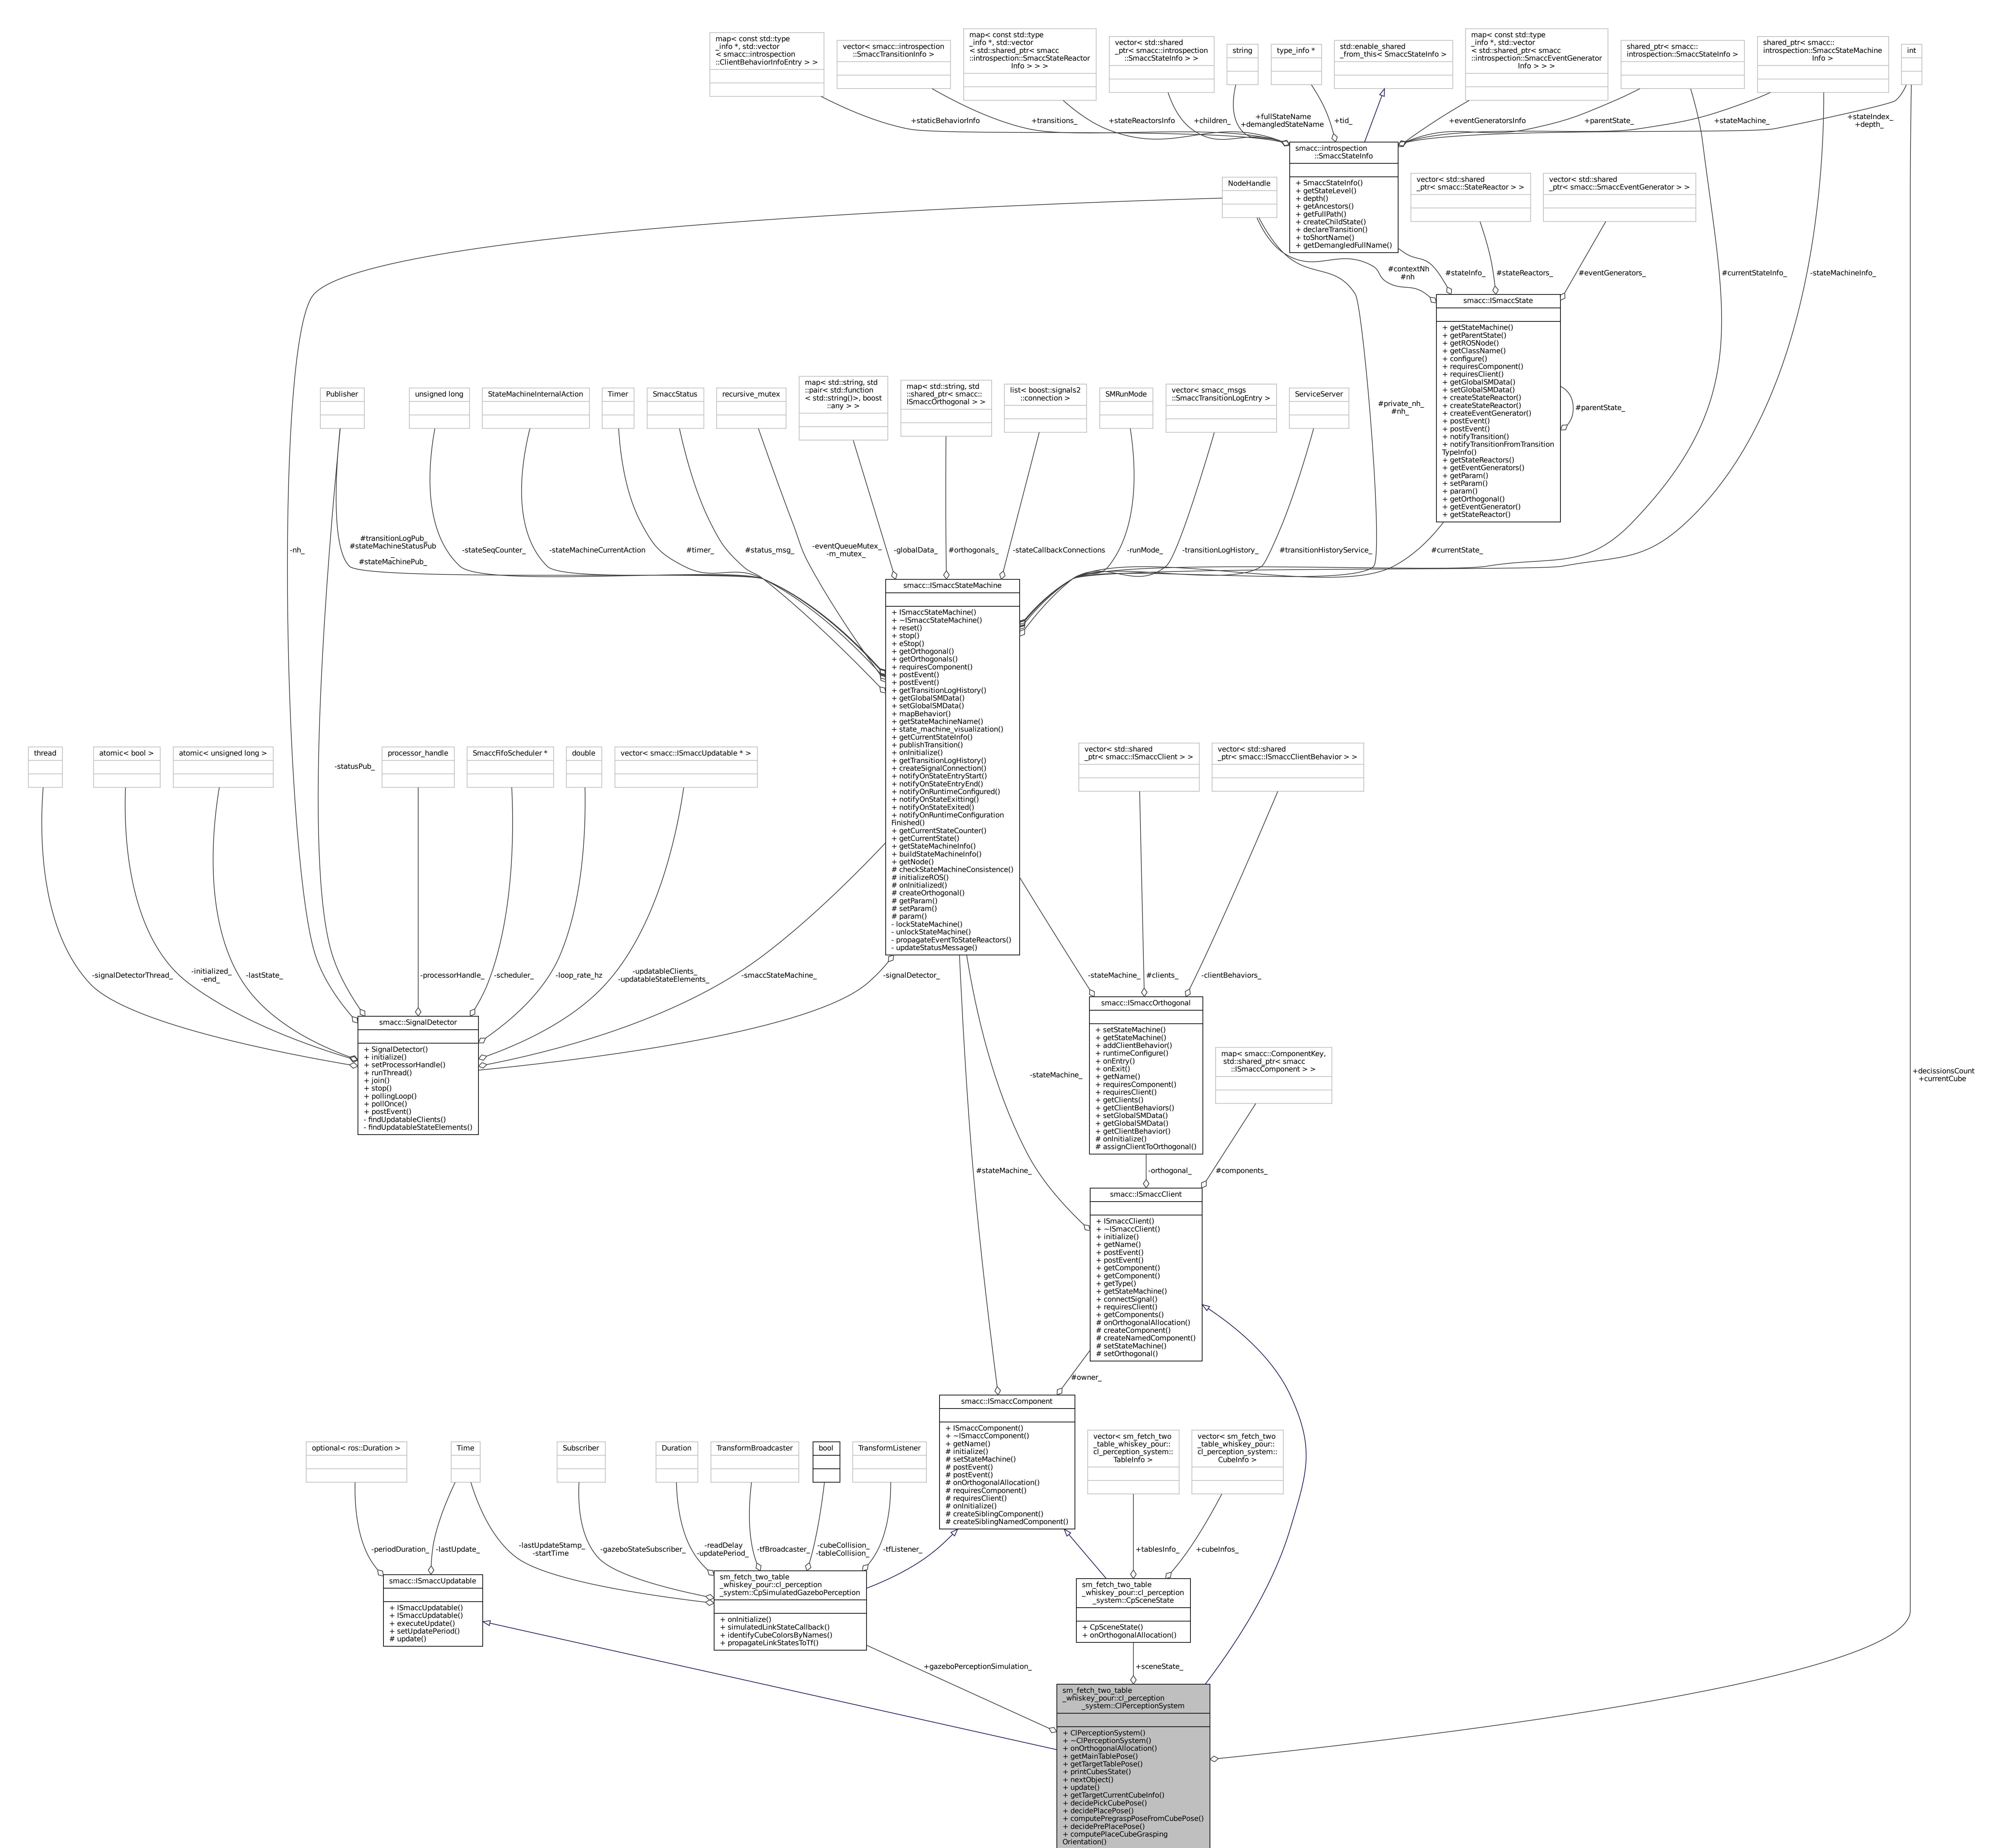 map< const std::type
_info *, std::vector
< smacc::introspection
::ClientBehaviorInfoEntry > >
vector< smacc::introspection
::SmaccTransitionInfo >
map< const std::type
_info *, std::vector
< std::shared_ptr< smacc
::introspection::SmaccStateReactor
Info > > >
vector< std::shared
_ptr< smacc::introspection
::SmaccStateInfo > >
string
type_info *
std::enable_shared
_from_this< SmaccStateInfo >
map< const std::type
_info *, std::vector
< std::shared_ptr< smacc
::introspection::SmaccEventGenerator
Info > > >
shared_ptr< smacc::
introspection::SmaccStateInfo >
shared_ptr< smacc::
introspection::SmaccStateMachine
Info >
int
+staticBehaviorInfo
+transitions_
+stateReactorsInfo
+children_
+fullStateName
+demangledStateName
+tid_
+eventGeneratorsInfo
+parentState_
+stateMachine_
+stateIndex_
+depth_
smacc::introspection
::SmaccStateInfo
+ SmaccStateInfo()
+ getStateLevel()
+ depth()
+ getAncestors()
+ getFullPath()
+ createChildState()
+ declareTransition()
+ toShortName()
+ getDemangledFullName()
NodeHandle
vector< std::shared
_ptr< smacc::StateReactor > >
vector< std::shared
_ptr< smacc::SmaccEventGenerator > >
#contextNh
#nh
#stateInfo_
#stateReactors_
#eventGenerators_
#currentStateInfo_
-stateMachineInfo_
smacc::ISmaccState
+ getStateMachine()
+ getParentState()
+ getROSNode()
+ getClassName()
+ configure()
+ requiresComponent()
+ requiresClient()
+ getGlobalSMData()
+ setGlobalSMData()
+ createStateReactor()
+ createStateReactor()
+ createEventGenerator()
+ postEvent()
+ postEvent()
+ notifyTransition()
+ notifyTransitionFromTransition
TypeInfo()
+ getStateReactors()
+ getEventGenerators()
+ getParam()
+ setParam()
+ param()
+ getOrthogonal()
+ getEventGenerator()
+ getStateReactor()
#parentState_
Publisher
unsigned long
StateMachineInternalAction
Timer
SmaccStatus
recursive_mutex
map< std::string, std
::pair< std::function
< std::string()>, boost
::any > >
map< std::string, std
::shared_ptr< smacc::
ISmaccOrthogonal > >
list< boost::signals2
::connection >
SMRunMode
vector< smacc_msgs
::SmaccTransitionLogEntry >
ServiceServer
#private_nh_
#nh_
-nh_
#transitionLogPub_
#stateMachineStatusPub
_
#stateMachinePub_
-stateSeqCounter_
-stateMachineCurrentAction
#timer_
#status_msg_
-eventQueueMutex_
-m_mutex_
-globalData_
#orthogonals_
-stateCallbackConnections
-runMode_
-transitionLogHistory_
#transitionHistoryService_
#currentState_
smacc::ISmaccStateMachine
+ ISmaccStateMachine()
+ ~ISmaccStateMachine()
+ reset()
+ stop()
+ eStop()
+ getOrthogonal()
+ getOrthogonals()
+ requiresComponent()
+ postEvent()
+ postEvent()
+ getTransitionLogHistory()
+ getGlobalSMData()
+ setGlobalSMData()
+ mapBehavior()
+ getStateMachineName()
+ state_machine_visualization()
+ getCurrentStateInfo()
+ publishTransition()
+ onInitialize()
+ getTransitionLogHistory()
+ createSignalConnection()
+ notifyOnStateEntryStart()
+ notifyOnStateEntryEnd()
+ notifyOnRuntimeConfigured()
+ notifyOnStateExitting()
+ notifyOnStateExited()
+ notifyOnRuntimeConfiguration
Finished()
+ getCurrentStateCounter()
+ getCurrentState()
+ getStateMachineInfo()
+ buildStateMachineInfo()
+ getNode()
# checkStateMachineConsistence()
# initializeROS()
# onInitialized()
# createOrthogonal()
# getParam()
# setParam()
# param()
- lockStateMachine()
- unlockStateMachine()
- propagateEventToStateReactors()
- updateStatusMessage()
thread
atomic< bool >
atomic< unsigned long >
-statusPub_
processor_handle
SmaccFifoScheduler *
double
vector< smacc::ISmaccUpdatable * >
vector< std::shared
_ptr< smacc::ISmaccClient > >
vector< std::shared
_ptr< smacc::ISmaccClientBehavior > >
-signalDetectorThread_
-initialized_
-end_
-lastState_
-processorHandle_
-scheduler_
-loop_rate_hz
-updatableClients_
-updatableStateElements_
-smaccStateMachine_
-signalDetector_
-stateMachine_
#clients_
-clientBehaviors_
smacc::SignalDetector
+ SignalDetector()
+ initialize()
+ setProcessorHandle()
+ runThread()
+ join()
+ stop()
+ pollingLoop()
+ pollOnce()
+ postEvent()
- findUpdatableClients()
- findUpdatableStateElements()
smacc::ISmaccOrthogonal
+ setStateMachine()
+ getStateMachine()
+ addClientBehavior()
+ runtimeConfigure()
+ onEntry()
+ onExit()
+ getName()
+ requiresComponent()
+ requiresClient()
+ getClients()
+ getClientBehaviors()
+ setGlobalSMData()
+ getGlobalSMData()
+ getClientBehavior()
# onInitialize()
# assignClientToOrthogonal()
map< smacc::ComponentKey,
std::shared_ptr< smacc
::ISmaccComponent > >
-stateMachine_
+decissionsCount
+currentCube
#stateMachine_
-orthogonal_
#components_
smacc::ISmaccClient
+ ISmaccClient()
+ ~ISmaccClient()
+ initialize()
+ getName()
+ postEvent()
+ postEvent()
+ getComponent()
+ getComponent()
+ getType()
+ getStateMachine()
+ connectSignal()
+ requiresClient()
+ getComponents()
# onOrthogonalAllocation()
# createComponent()
# createNamedComponent()
# setStateMachine()
# setOrthogonal()
#owner_
smacc::ISmaccComponent
+ ISmaccComponent()
+ ~ISmaccComponent()
+ getName()
# initialize()
# setStateMachine()
# postEvent()
# postEvent()
# onOrthogonalAllocation()
# requiresComponent()
# requiresClient()
# onInitialize()
# createSiblingComponent()
# createSiblingNamedComponent()
optional< ros::Duration >
Time
Subscriber
Duration
TransformBroadcaster
bool
TransformListener
vector< sm_fetch_two
_table_whiskey_pour::
cl_perception_system::
TableInfo >
vector< sm_fetch_two
_table_whiskey_pour::
cl_perception_system::
CubeInfo >
-periodDuration_
-lastUpdate_
-lastUpdateStamp_
-startTime
-gazeboStateSubscriber_
-readDelay
-updatePeriod_
-tfBroadcaster_
-cubeCollision_
-tableCollision_
-tfListener_
+tablesInfo_
+cubeInfos_
smacc::ISmaccUpdatable
+ ISmaccUpdatable()
+ ISmaccUpdatable()
+ executeUpdate()
+ setUpdatePeriod()
# update()
sm_fetch_two_table
_whiskey_pour::cl_perception
_system::CpSimulatedGazeboPerception
+ onInitialize()
+ simulatedLinkStateCallback()
+ identifyCubeColorsByNames()
+ propagateLinkStatesToTf()
sm_fetch_two_table
_whiskey_pour::cl_perception
_system::CpSceneState
+ CpSceneState()
+ onOrthogonalAllocation()
+gazeboPerceptionSimulation_
+sceneState_
sm_fetch_two_table
_whiskey_pour::cl_perception
_system::ClPerceptionSystem
+ ClPerceptionSystem()
+ ~ClPerceptionSystem()
+ onOrthogonalAllocation()
+ getMainTablePose()
+ getTargetTablePose()
+ printCubesState()
+ nextObject()
+ update()
+ getTargetCurrentCubeInfo()
+ decidePickCubePose()
+ decidePlacePose()
+ computePregraspPoseFromCubePose()
+ decidePrePlacePose()
+ computePlaceCubeGrasping
Orientation()